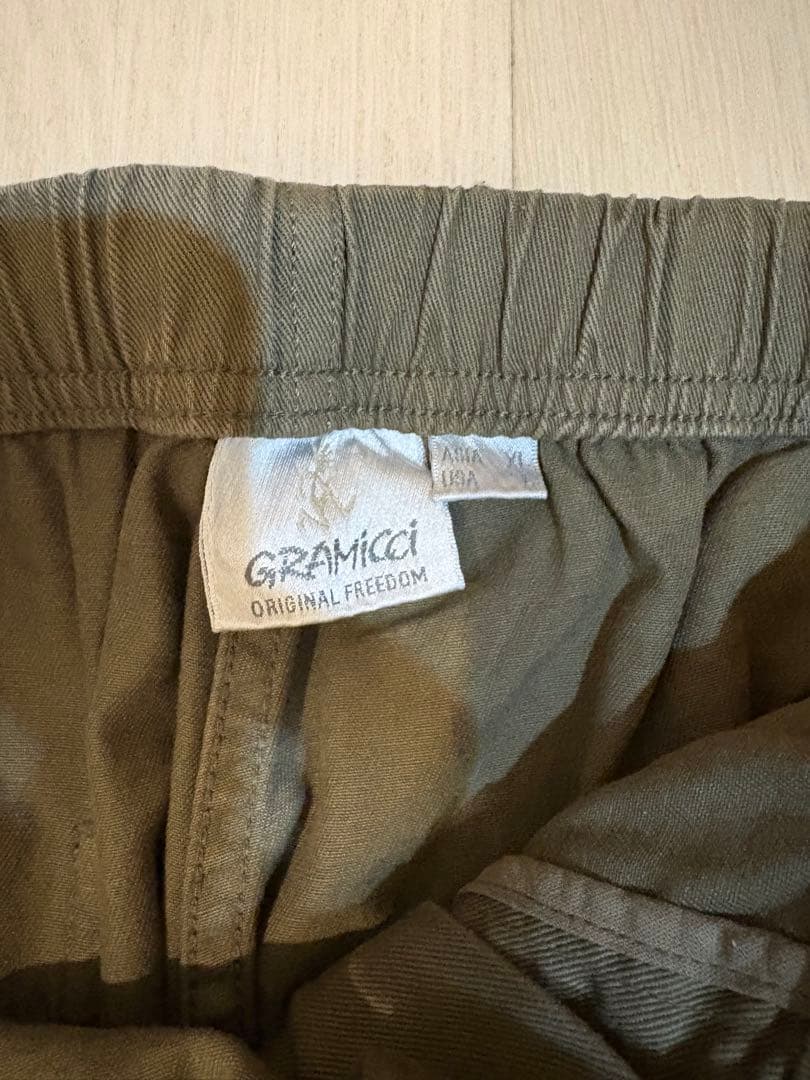 GRAMiCCi
ORIGINAL FREEDOM
ASIA XL
USA L